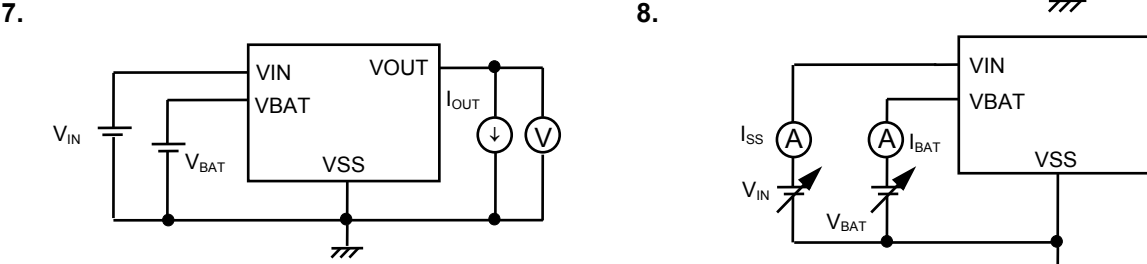 7.
VIN
VOUT
VBAT
IOUT
VIN
VBAT
V
VSS
8.
VIN
VBAT
ISS
A
A
IBAT
VIN
VBAT
VSS